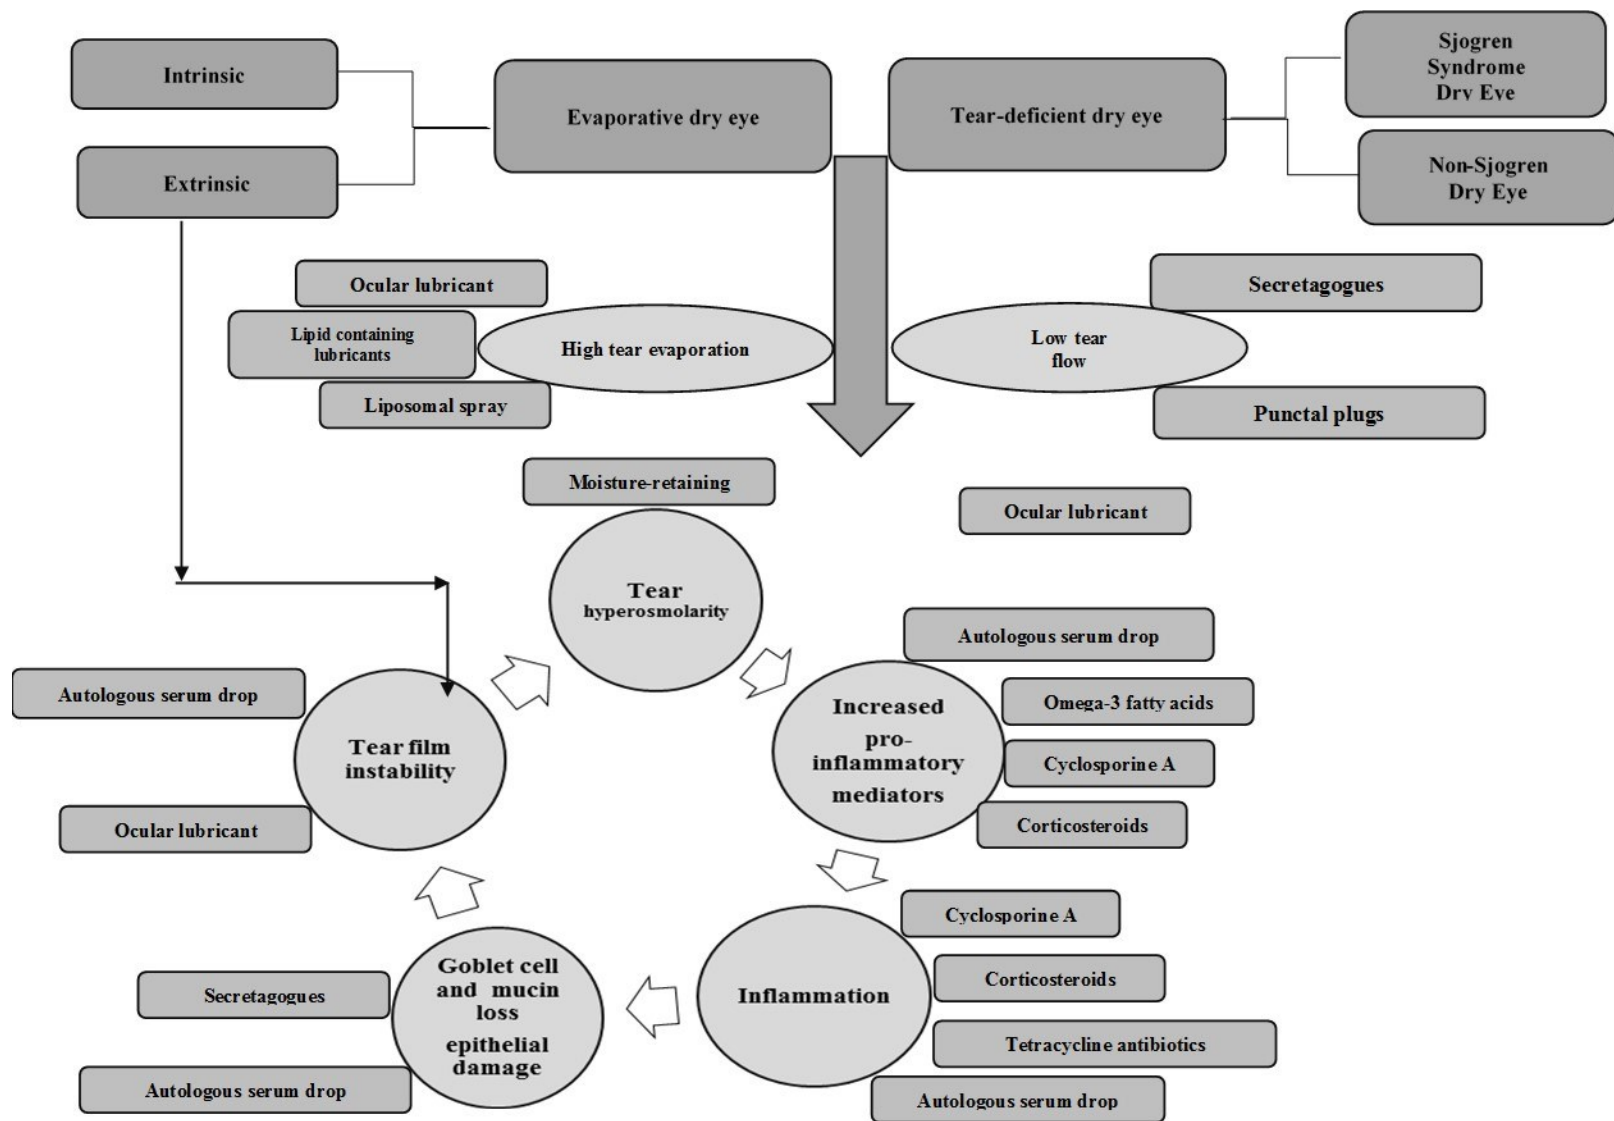 Intrinsic
Extrinsic
Evaporative dry eye
Tear-deficient dry eye
Sjogren
Syndrome
Dry Eye
Non-Sjogren
Dry Eye
Ocular lubricant
Lipid containing
lubricants
Liposomal spray
High tear evaporation
Low tear
flow
Secretagogues
Punctal plugs
Moisture-retaining
Ocular lubricant
Tear
hyperosmolarity
Autologous serum drop
Increased
pro-
inflammatory
mediators
Omega-3 fatty acids
Cyclosporine A
Corticosteroids
Autologous serum drop
Tear film
instability
Ocular lubricant
Cyclosporine A
Inflammation
Corticosteroids
Tetracycline antibiotics
Autologous serum drop
Goblet cell
and mucin
loss
epithelial
damage
Secretagogues
Autologous serum drop